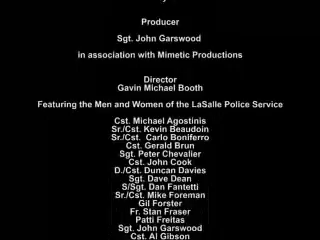 Producer
Sgt. John Garswood
in association with Mimetic Productions
Director
Gavin Michael Booth
Featuring the Men and Women of the LaSalle Police Service
Cst. Michael Agostinis
Sr./Cst. Kevin Beaudoin
Sr./Cst. Carlo Boniferro
Cst. Gerald Brun
Sgt. Peter Chevalier
Cst. John Cook
D./Cst. Duncan Davies
Sgt. Dave Dean
S/Sgt. Dan Fantetti
Sr./Cst. Mike Foreman
Gil Forster
Fr. Stan Fraser
Patti Freitas
Sgt. John Garswood
Cst. Al Gibson